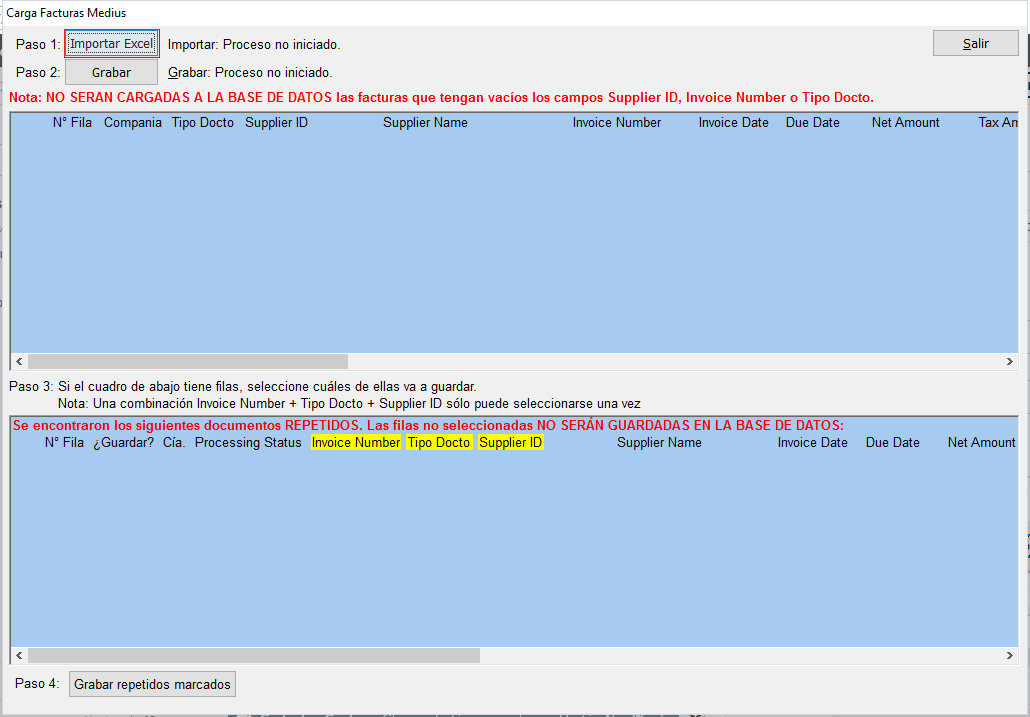 Carga Facturas Medius
Paso 1: Importar Excel Importar: Proceso no iniciado. Salir
Paso 2: Grabar Grabar: Proceso no iniciado.
Nota: NO SERAN CARGADAS A LA BASE DE DATOS las facturas que tengan vacíos los campos Supplier ID, Invoice Number o Tipo Docto.
N° Fila Compania Tipo Docto Supplier ID Supplier Name Invoice Number Invoice Date Due Date Net Amount Tax Am
Paso 3: Si el cuadro de abajo tiene filas, seleccione cuáles de ellas va a guardar.
Nota: Una combinación Invoice Number + Tipo Docto + Supplier ID sólo puede seleccionarse una vez
Se encontraron los siguientes documentos REPETIDOS. Las filas no seleccionadas NO SERÁN GUARDADAS EN LA BASE DE DATOS:
N° Fila ¿Guardar? Cía. Processing Status Invoice Number Tipo Docto Supplier ID Supplier Name Invoice Date Due Date Net Amount
Paso 4: Grabar repetidos marcados